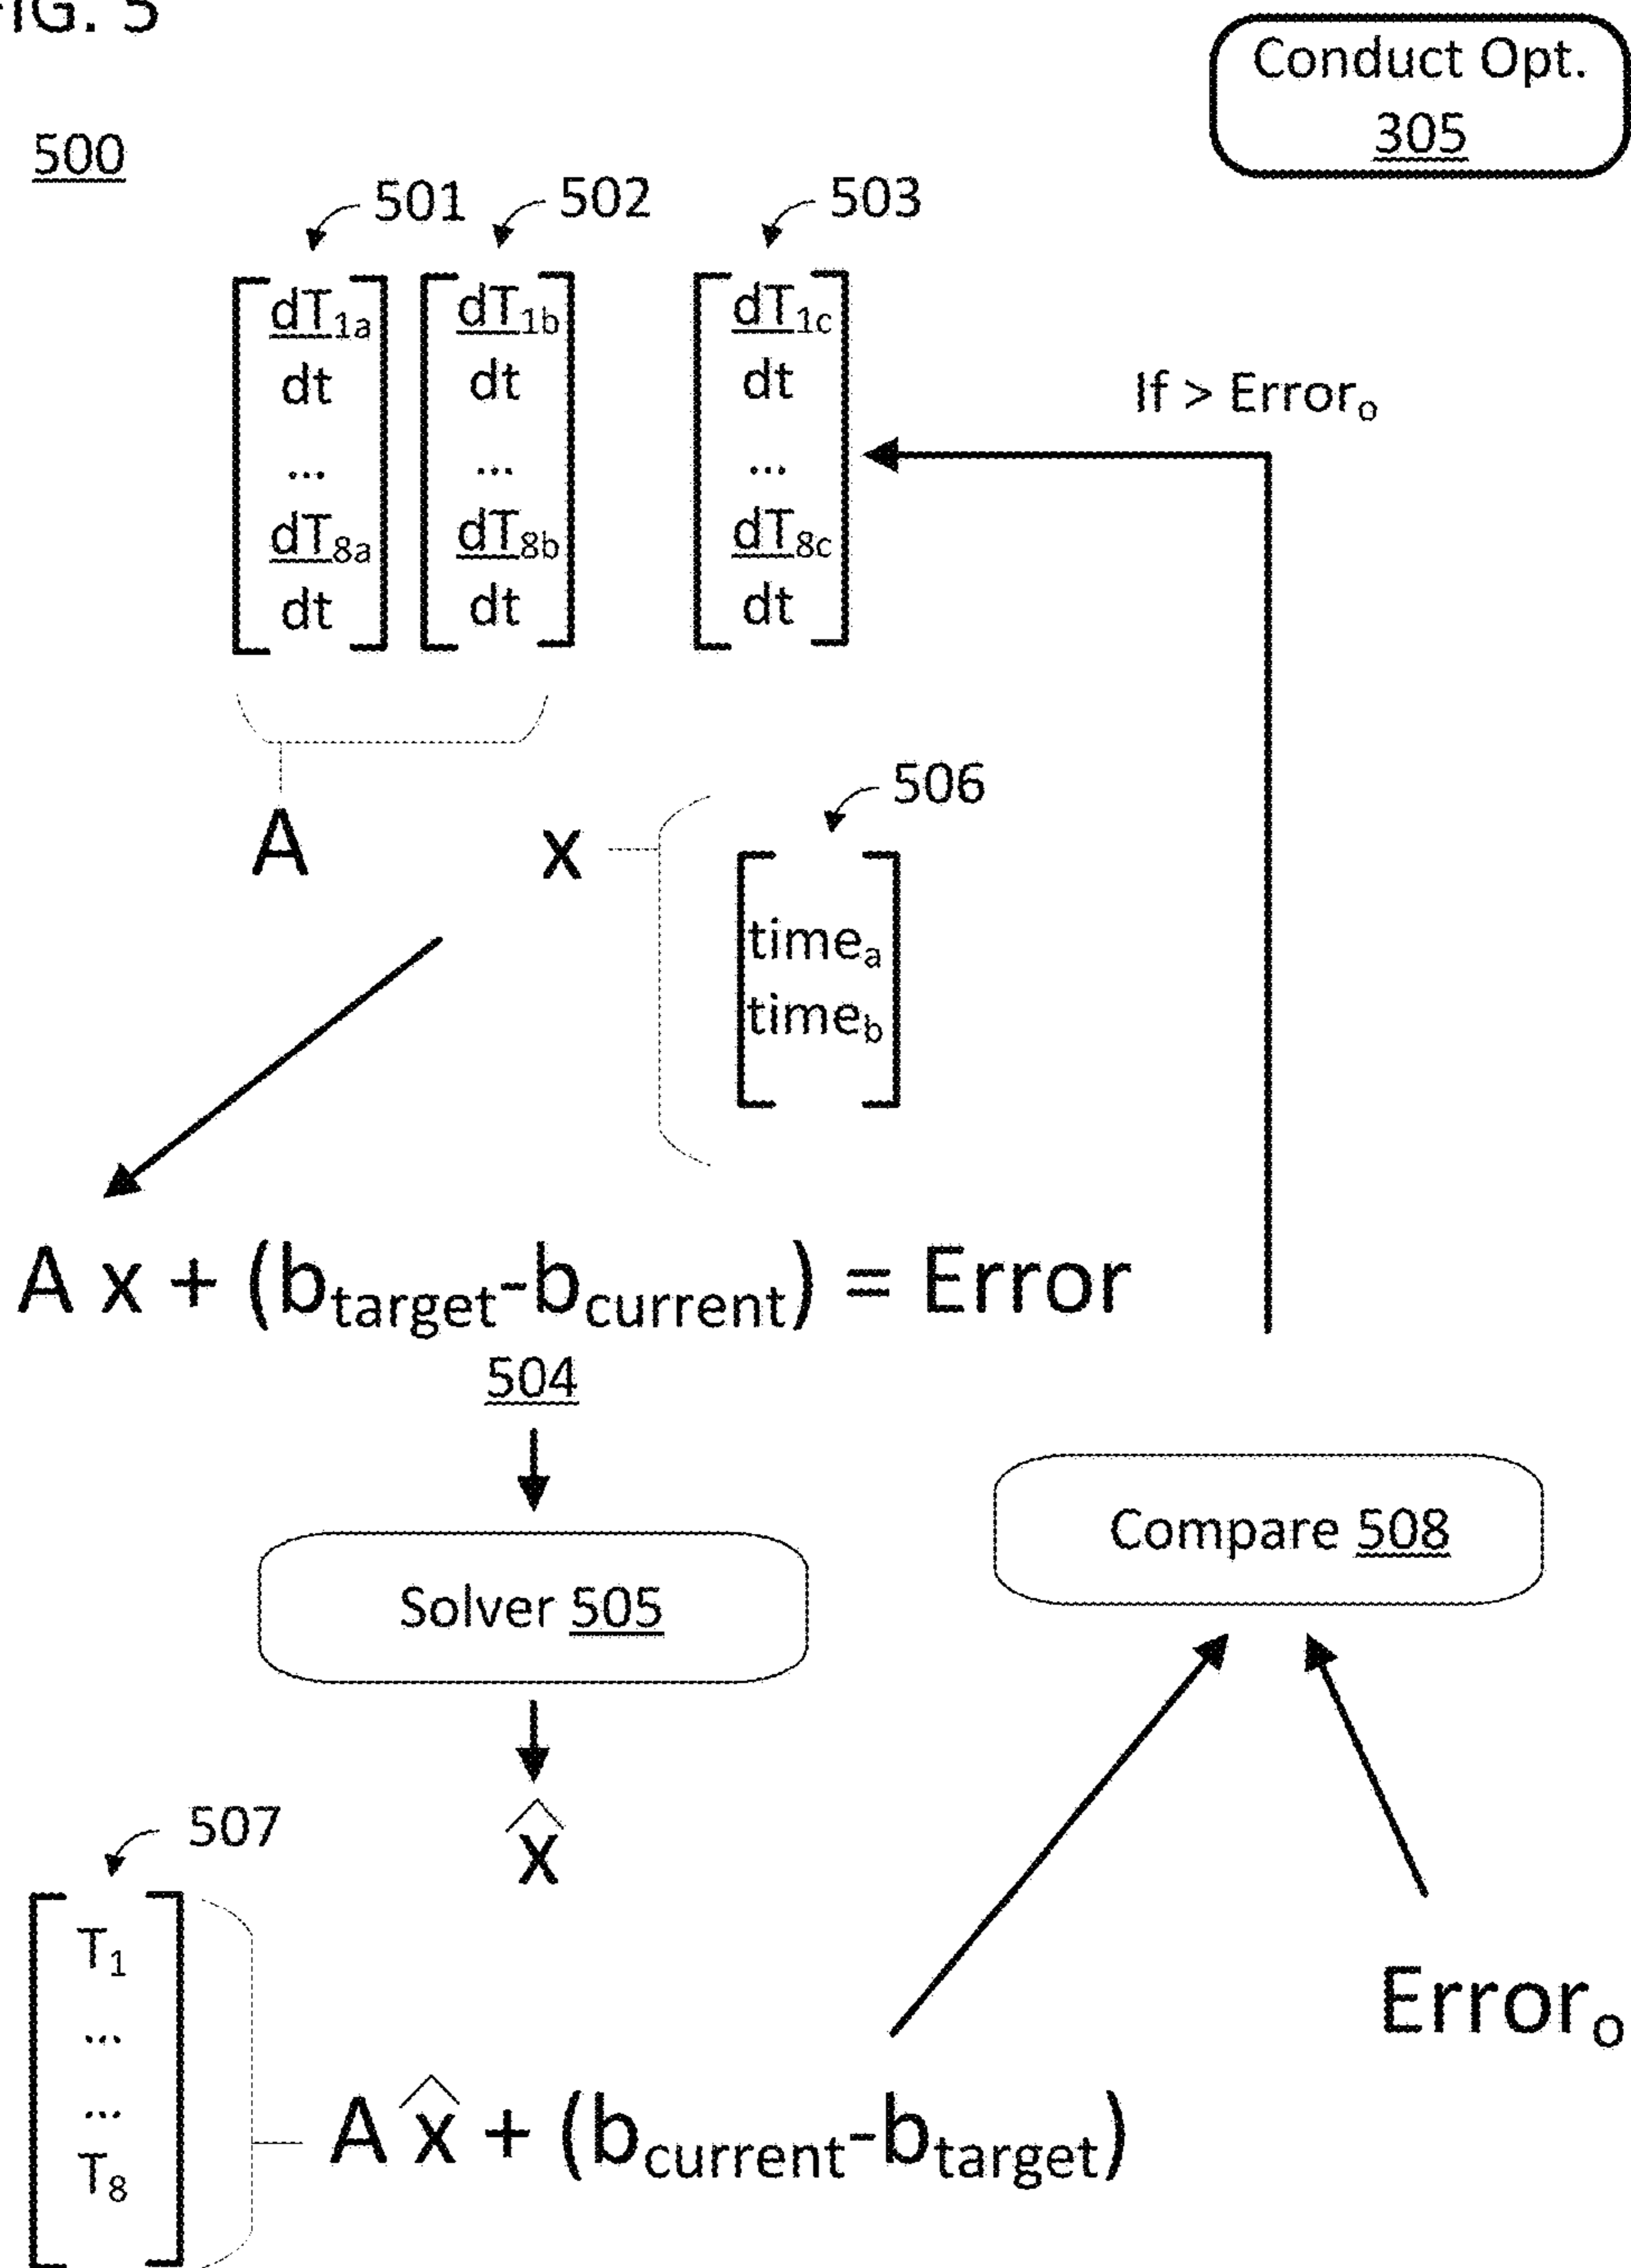 FIG. 5
Conduct Opt.
305
500
501 502 503
dT1a dT1b dT1c
dt dt dt
... ... ...
dT8a dT8b dT8c
dt dt dt
If > Erroro
A x
506
timea
timeb
A x + (btarget-bcurrent) = Error
504
Solver 505
Compare 508
x̂
507
T1
...
...
T8
A x̂ + (bcurrent-btarget)
Erroro